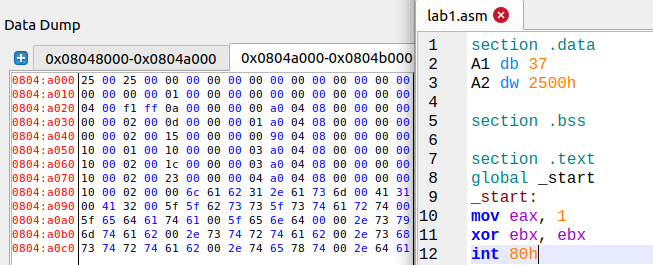 Data Dump
0x08048000-0x0804a000 0x0804a000-0x0804b000
0804:a000 25 00 25 00 00 00 00 00 00 00 00 00 00 00 00 00
0804:a010 00 00 00 00 01 00 00 00 00 00 00 00 00 00 00 00
0804:a020 04 00 f1 ff 0a 00 00 00 00 a0 04 08 00 00 00 00
0804:a030 00 00 02 00 0d 00 00 00 01 a0 04 08 00 00 00 00
0804:a040 00 00 02 00 15 00 00 00 00 90 04 08 00 00 00 00
0804:a050 10 00 01 00 10 00 00 00 03 a0 04 08 00 00 00 00
0804:a060 10 00 02 00 1c 00 00 00 03 a0 04 08 00 00 00 00
0804:a070 10 00 02 00 23 00 00 00 04 a0 04 08 00 00 00 00
0804:a080 10 00 02 00 00 6c 61 62 31 2e 61 73 6d 00 41 31
0804:a090 00 41 32 00 5f 5f 62 73 73 5f 73 74 61 72 74 00
0804:a0a0 5f 65 64 61 74 61 00 5f 65 6e 64 00 00 2e 73 79
0804:a0b0 6d 74 61 62 00 2e 73 74 72 74 61 62 00 2e 73 68
0804:a0c0 73 74 72 74 61 62 00 2e 74 65 78 74 00 2e 64 61
lab1.asm
1 section .data
2 A1 db 37
3 A2 dw 2500h
4
5 section .bss
6
7 section .text
8 global _start
9 _start:
10 mov eax, 1
11 xor ebx, ebx
12 int 80h